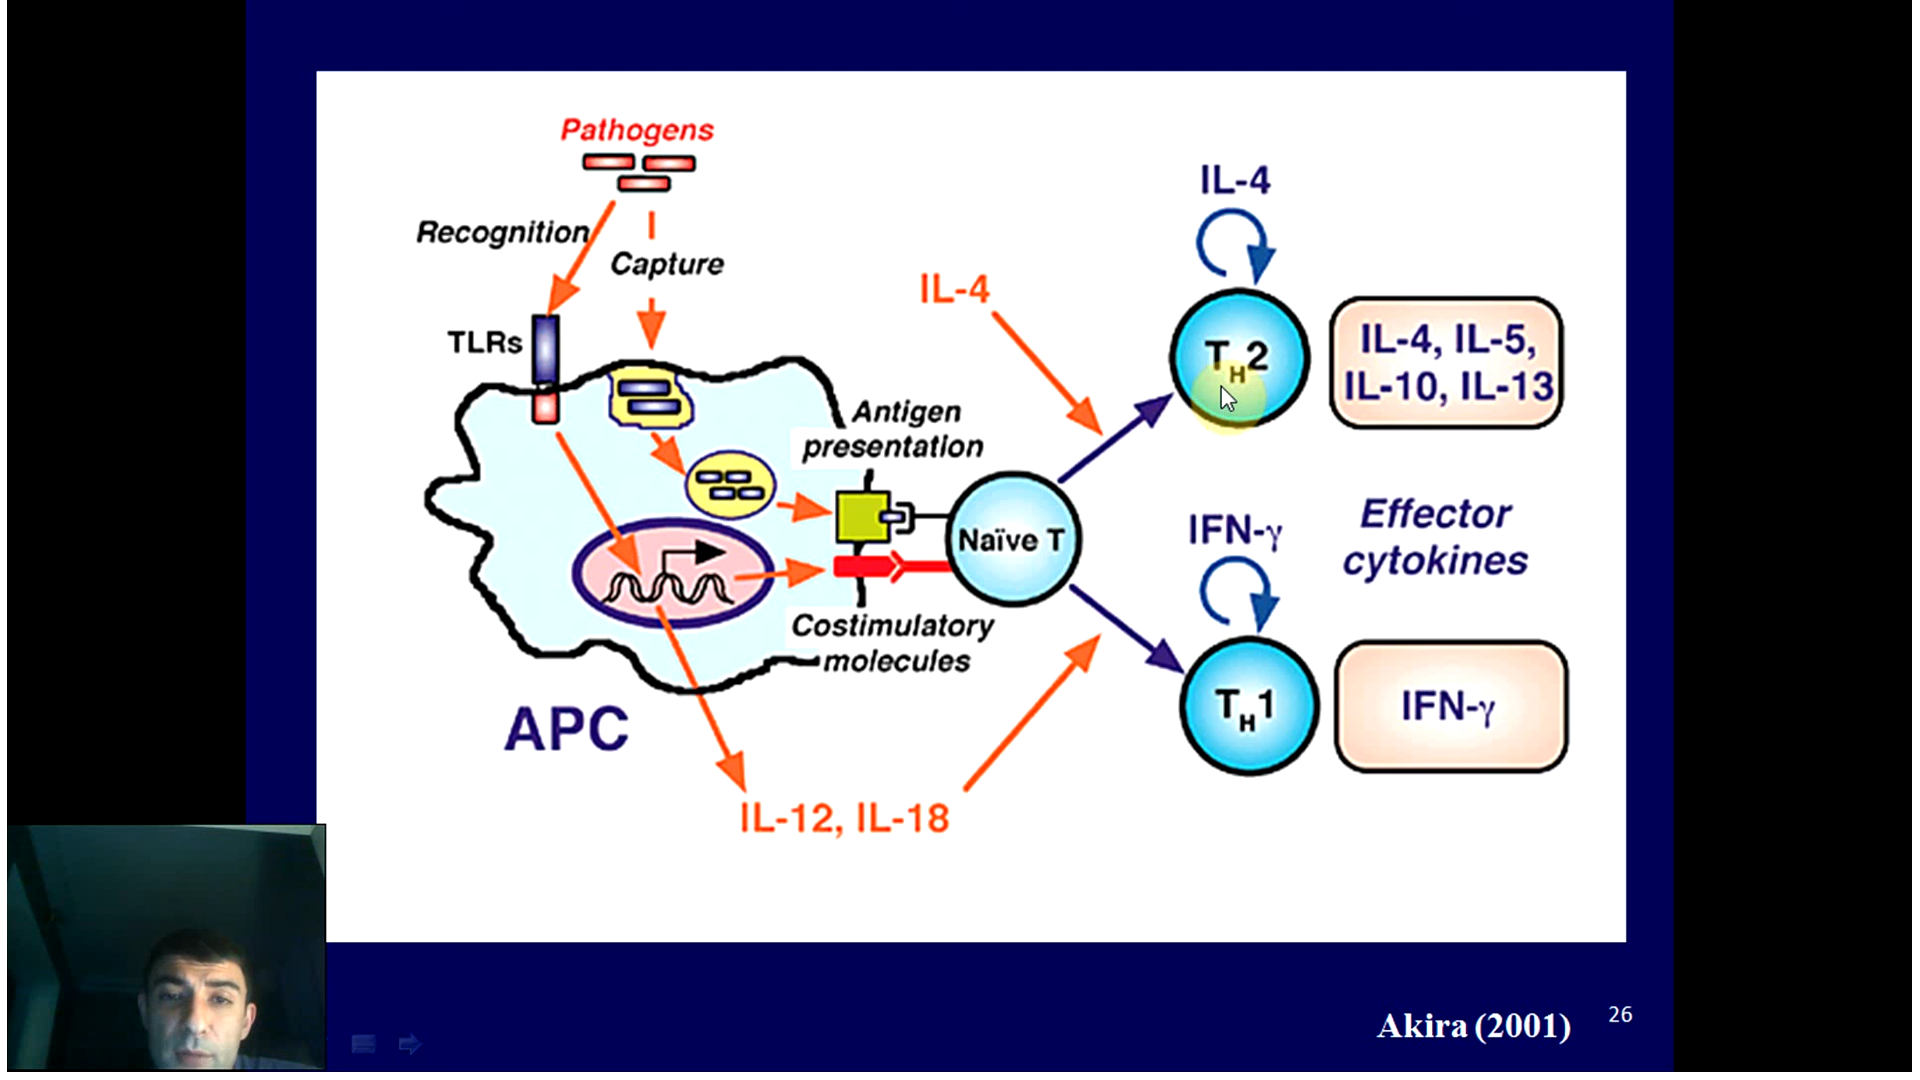 Pathogens
Recognition
Capture
TLRs
Antigen
presentation
Costimulatory
molecules
APC
IL-12, IL-18
Naïve T
IL-4
IL-4
TH2
IL-4, IL-5,
IL-10, IL-13
Effector
cytokines
IFN-γ
TH1
IFN-γ
Akira (2001)
26